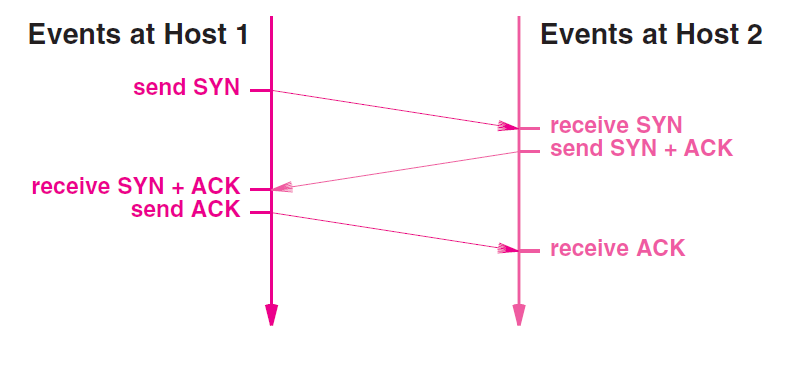 Events at Host 1
Events at Host 2
send SYN
receive SYN
send SYN + ACK
receive SYN + ACK
send ACK
receive ACK